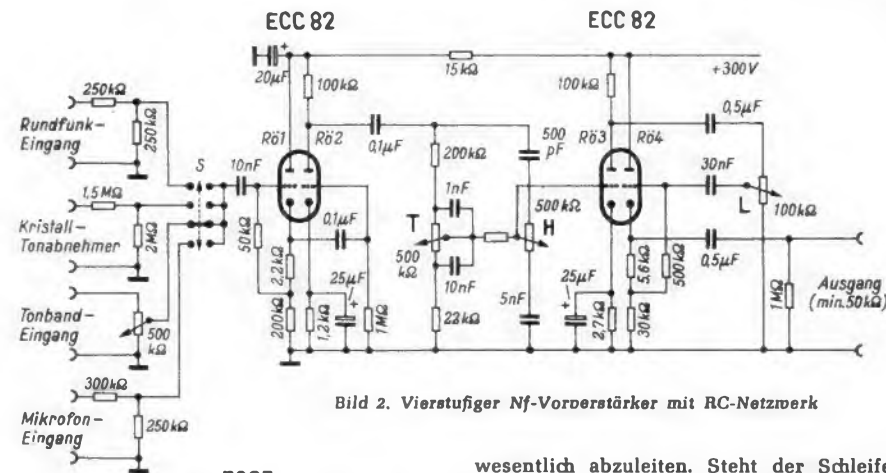 ECC 82
ECC 82
250kΩ
Rundfunk-
Eingang
250kΩ
1,5MΩ
Kristall-
Tonabnehmer
2MΩ
Tonband-
Eingang
500
kΩ
300kΩ
Mikrofon-
Eingang
250kΩ
S
10nF
50kΩ
20µF
+
100kΩ
15kΩ
Rö1
Rö2
0,1µF
2,2kΩ
200kΩ
0,1µF
25µF
+
1,2kΩ
1MΩ
200kΩ
1nF
T
500
kΩ
10nF
22kΩ
500
pF
500kΩ
H
5nF
100kΩ
+300V
Rö3
Rö4
0,5µF
30nF
L
100kΩ
25µF
+
2,7kΩ
5,6kΩ
30kΩ
500kΩ
0,5µF
1MΩ
Ausgang
(min.50kΩ)
Bild 2. Vierstufiger Nf-Vorverstärker mit RC-Netzwerk
wesentlich abzuleiten. Steht der Schleife